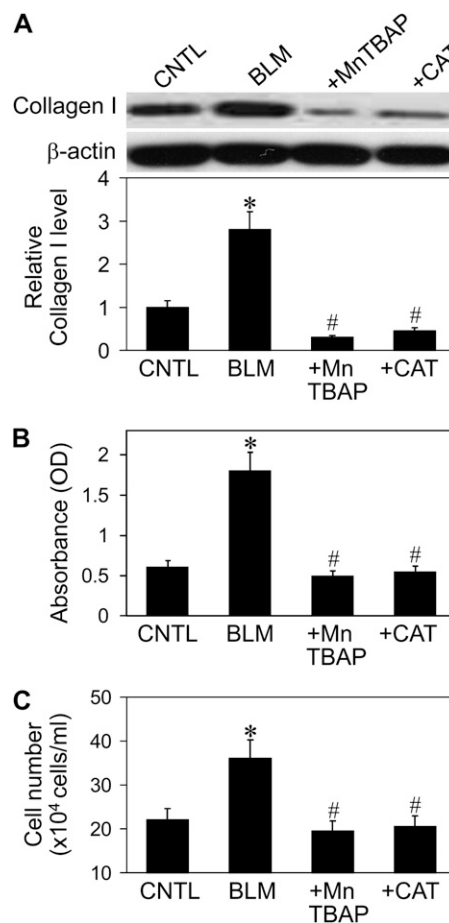 A
CNTL BLM +MnTBAP +CAT
Collagen I
β-actin
Relative
Collagen I level
4
3
2
1
0
*
#
#
CNTL BLM +Mn +CAT
TBAP
B
Absorbance (OD)
2
1.5
1
0.5
0
*
#
#
CNTL BLM +Mn +CAT
TBAP
C
Cell number
(x10⁴ cells/ml)
50
40
30
20
10
*
#
#
CNTL BLM +Mn +CAT
TBAP